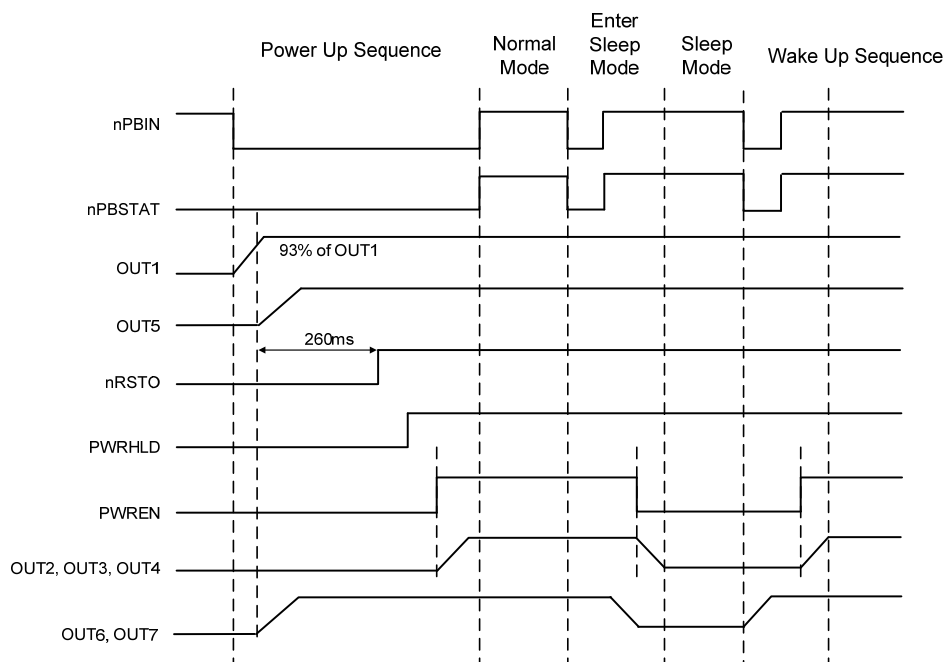 Power Up Sequence
Normal
Mode
Enter
Sleep
Mode
Sleep
Mode
Wake Up Sequence
nPBIN
nPBSTAT
93% of OUT1
OUT1
OUT5
260ms
nRSTO
PWRHLD
PWREN
OUT2, OUT3, OUT4
OUT6, OUT7